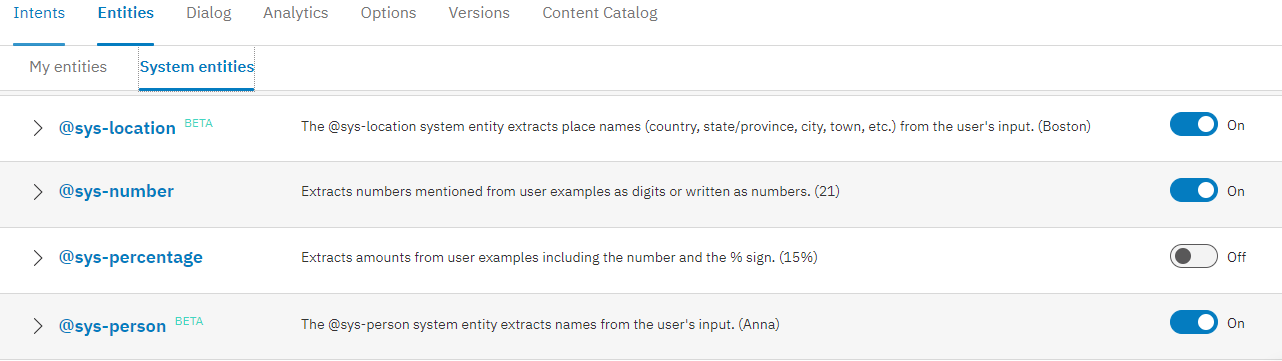 Intents Entities Dialog Analytics Options Versions Content Catalog
My entities System entities
@sys-location BETA The @sys-location system entity extracts place names (country, state/province, city, town, etc.) from the user's input. (Boston) On
@sys-number Extracts numbers mentioned from user examples as digits or written as numbers. (21) On
@sys-percentage Extracts amounts from user examples including the number and the % sign. (15%) Off
@sys-person BETA The @sys-person system entity extracts names from the user's input. (Anna) On